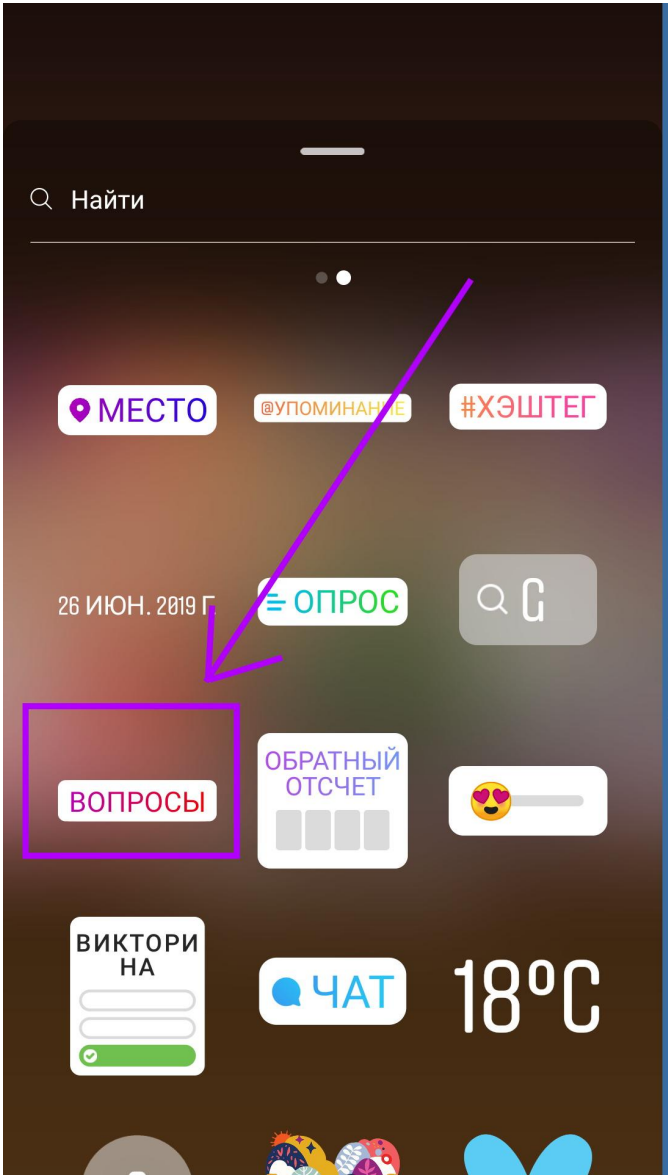 Найти
МЕСТО
@УПОМИНАНИЕ
#ХЭШТЕГ
26 ИЮН. 2019 Г.
ОПРОС
G
ВОПРОСЫ
ОБРАТНЫЙ
ОТСЧЕТ
ВИКТОРИ
НА
ЧАТ
18°C